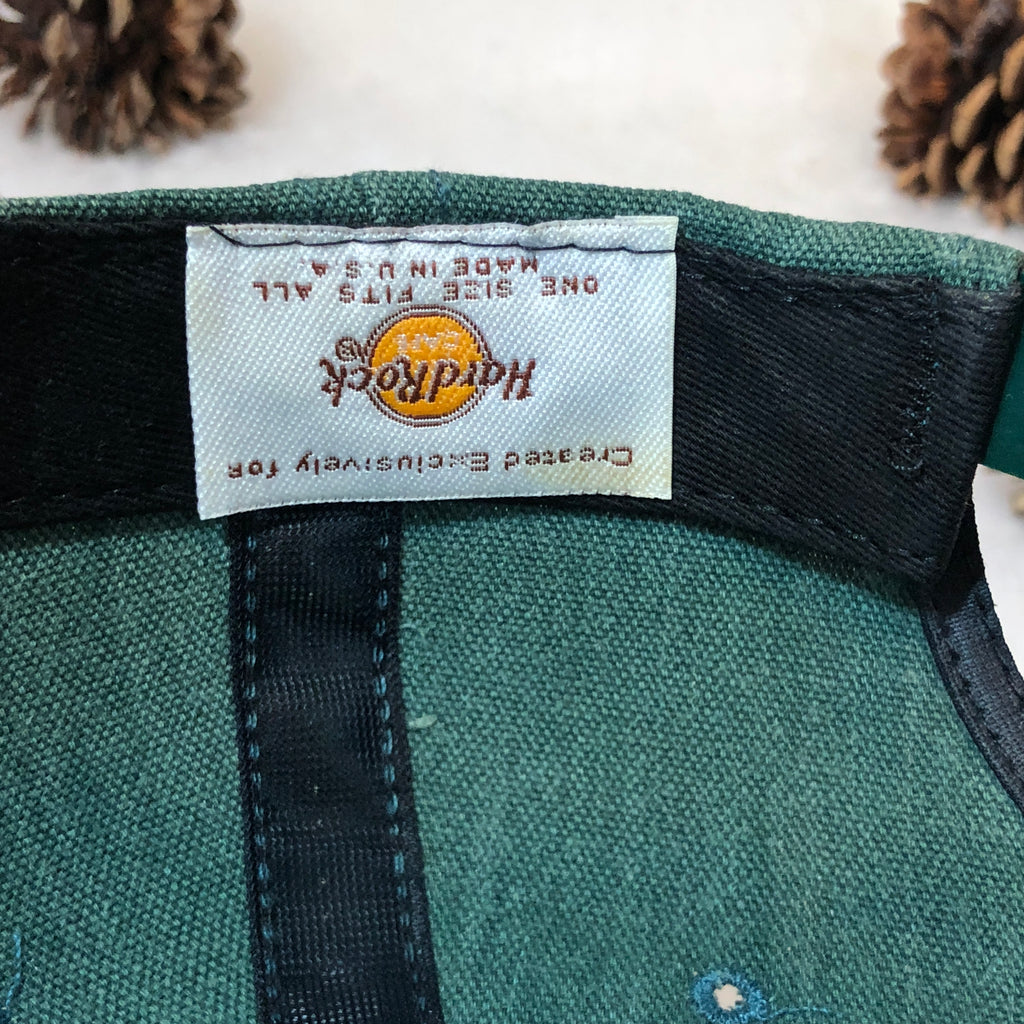 Created Exclusively for
Hard Rock
CAFE
ONE SIZE FITS ALL
MADE IN U.S.A.